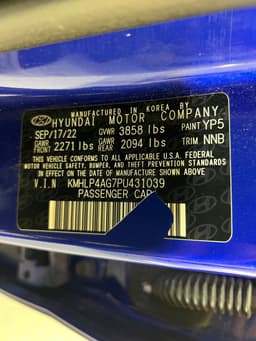 MANUFACTURED IN KOREA BY
HYUNDAI MOTOR COMPANY
SEP/17/22 GVWR 3858 lbs PAINT YP5
GAWR FRONT 2271 lbs GAWR REAR 2094 lbs TRIM NNB
THIS VEHICLE CONFORMS TO ALL APPLICABLE U.S.A. FEDERAL
MOTOR VEHICLE SAFETY, BUMPER, AND THEFT PREVENTION STANDARDS
IN EFFECT ON THE DATE OF MANUFACTURE SHOWN ABOVE.
V.I.N KMHLP4AG7PU431039
PASSENGER CAR